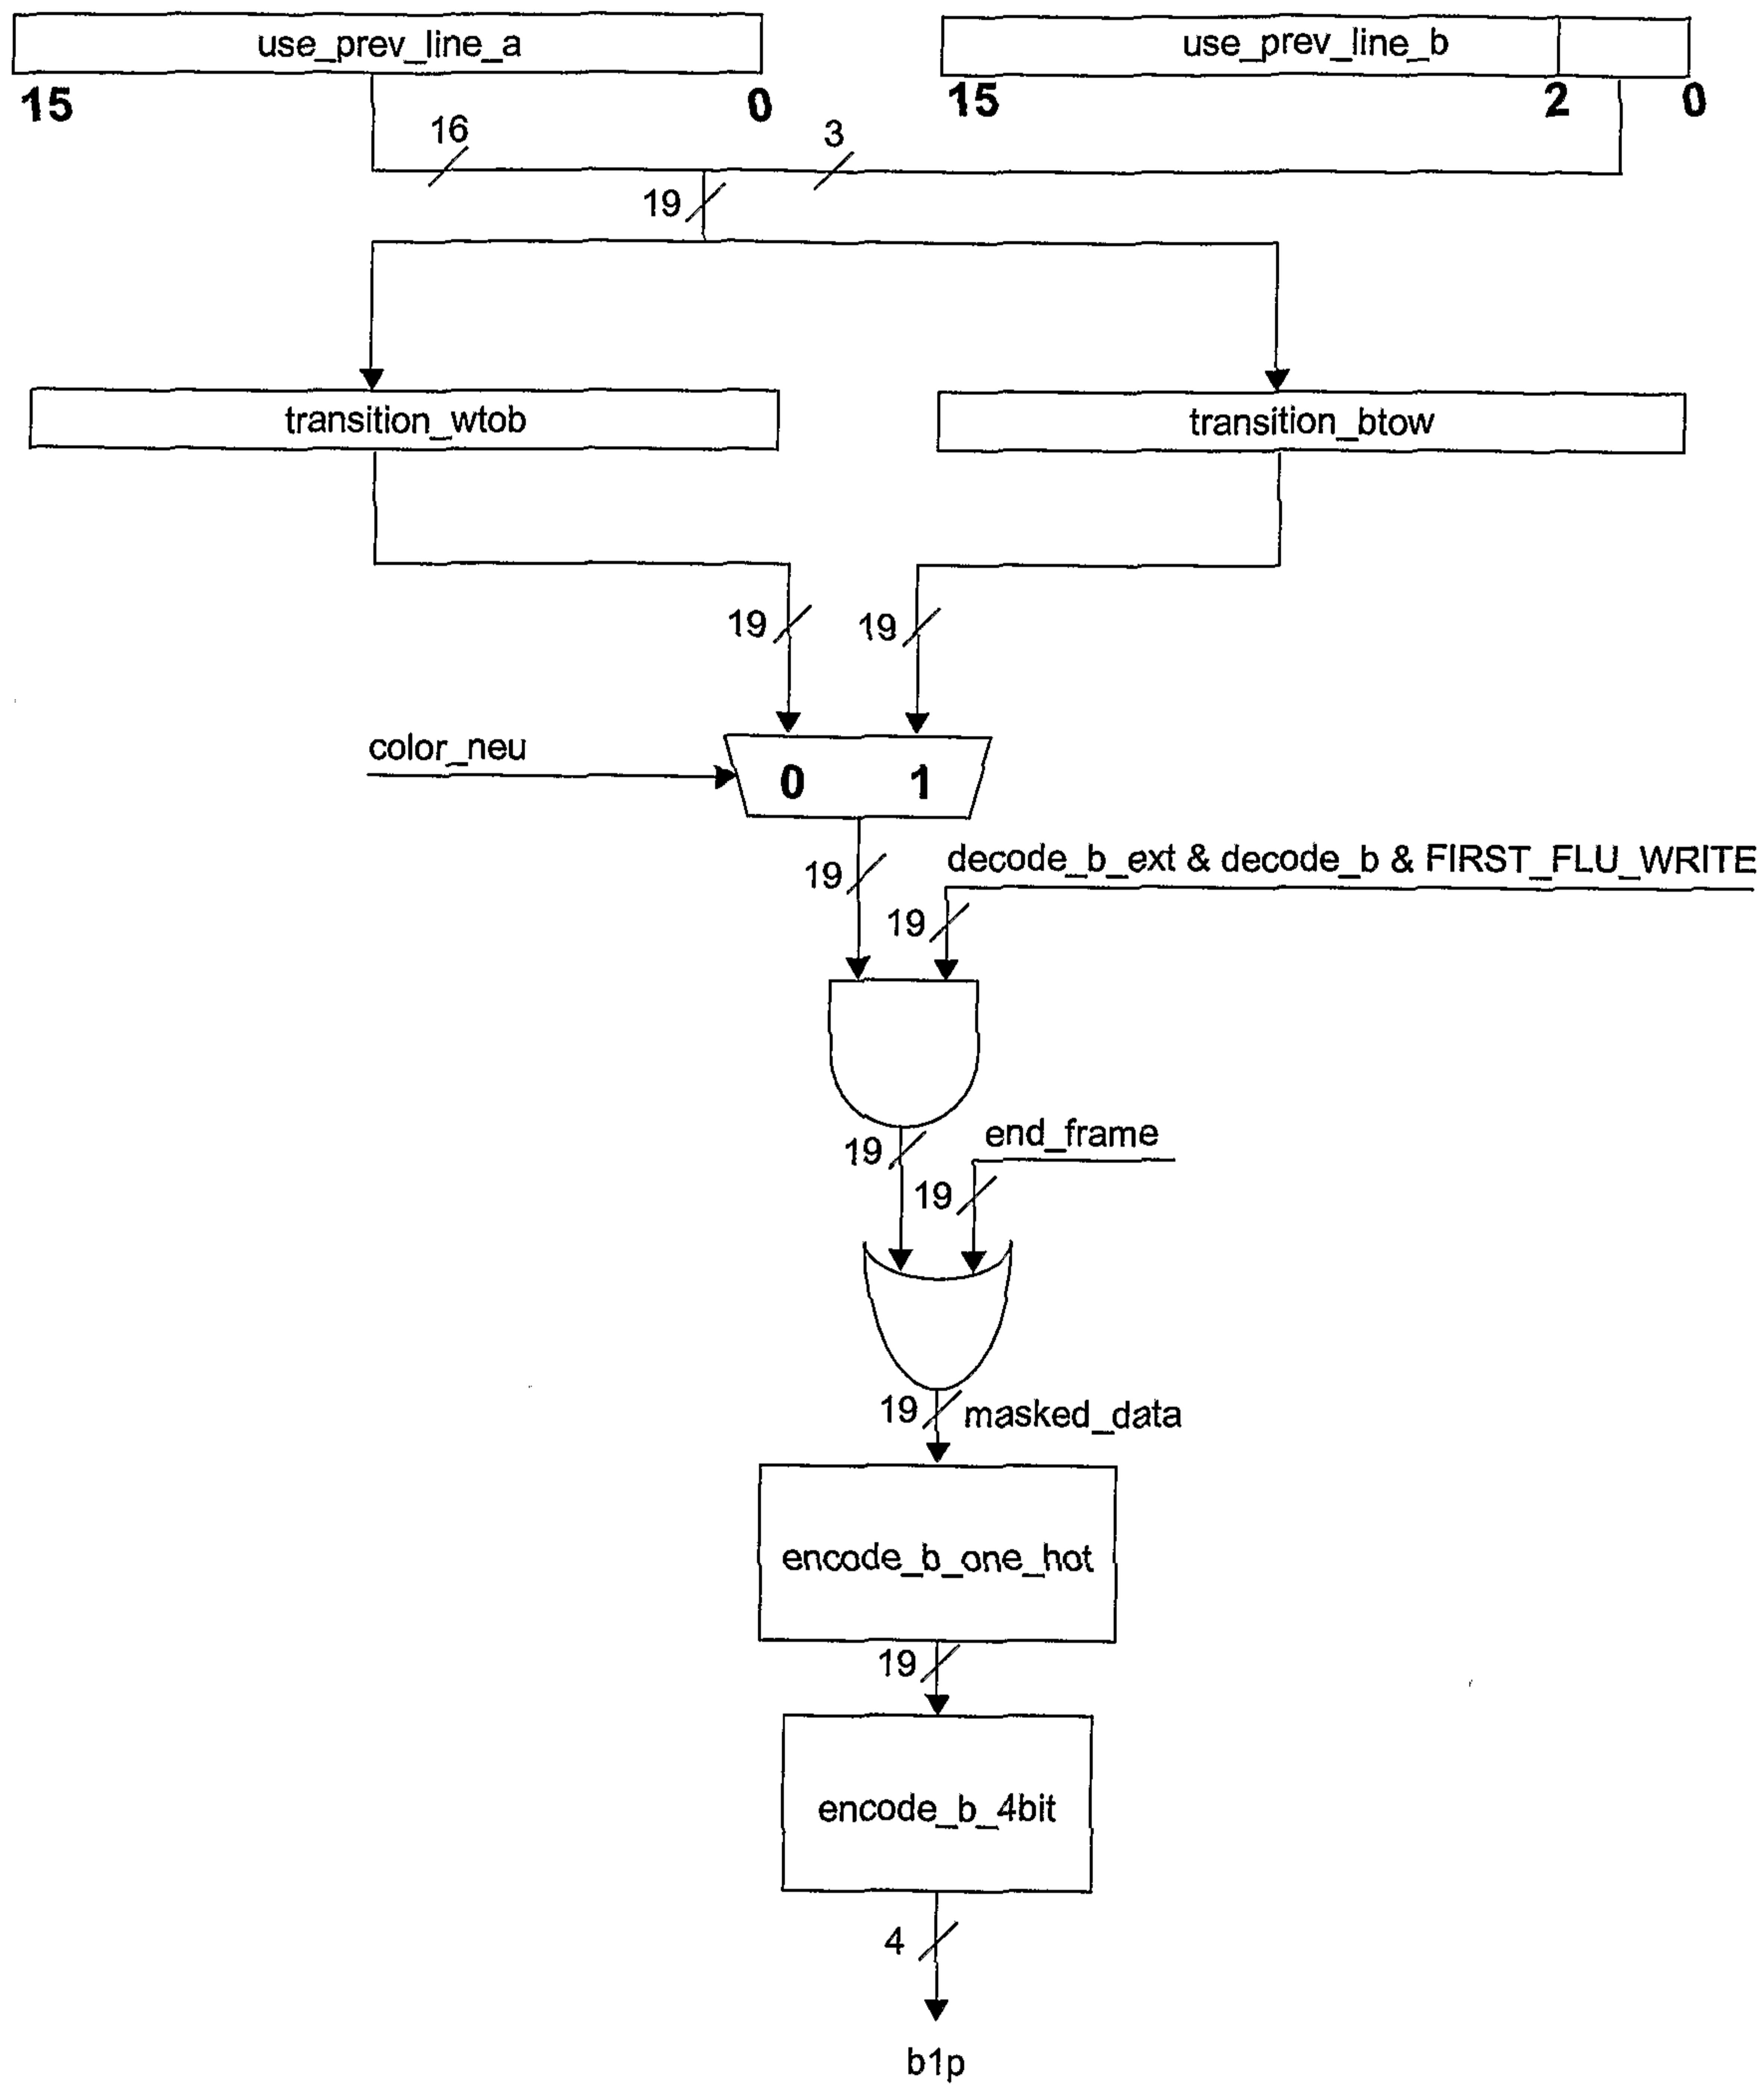 use_prev_line_a
use_prev_line_b
15
0
15
2
0
16
3
19
transition_wtob
transition_btow
19
19
color_neu
0
1
decode_b_ext & decode_b & FIRST_FLU_WRITE
19
19
end_frame
19
19
19
masked_data
encode_b_one_hot
19
encode_b_4bit
4
b1p